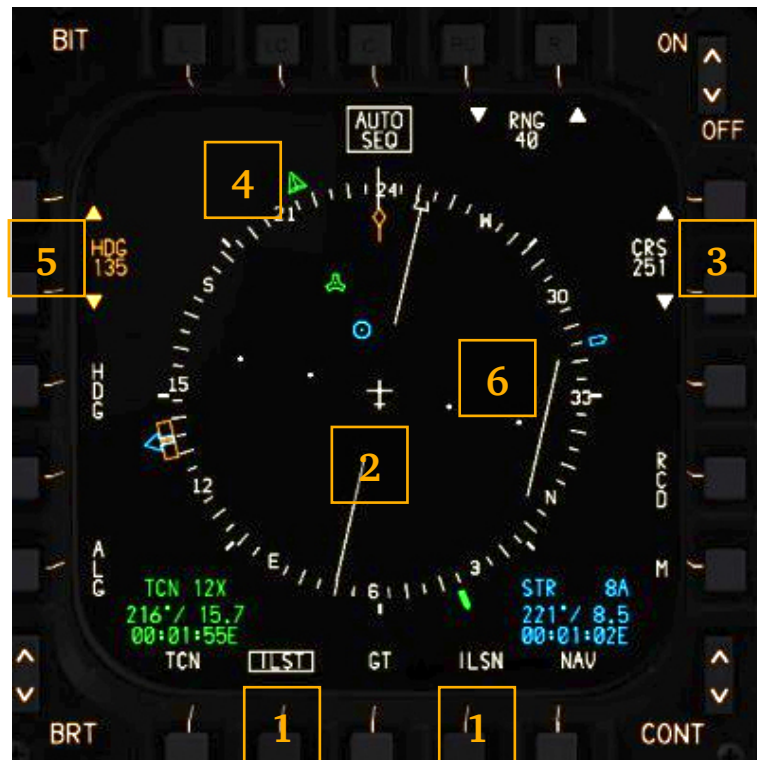 BIT
L
LC
C
RC
R
ON
OFF
AUTO
SEQ
RNG
40
4
24
21
W
S
30
33
N
3
6
E
12
15
5
HDG
135
CRS
251
3
6
2
HDG
RCD
ALG
M
TCN 12X
216°/ 15.7
00:01:55E
STR 8A
221°/ 8.5
00:01:02E
TCN
ILST
GT
ILSN
NAV
BRT
1
1
CONT